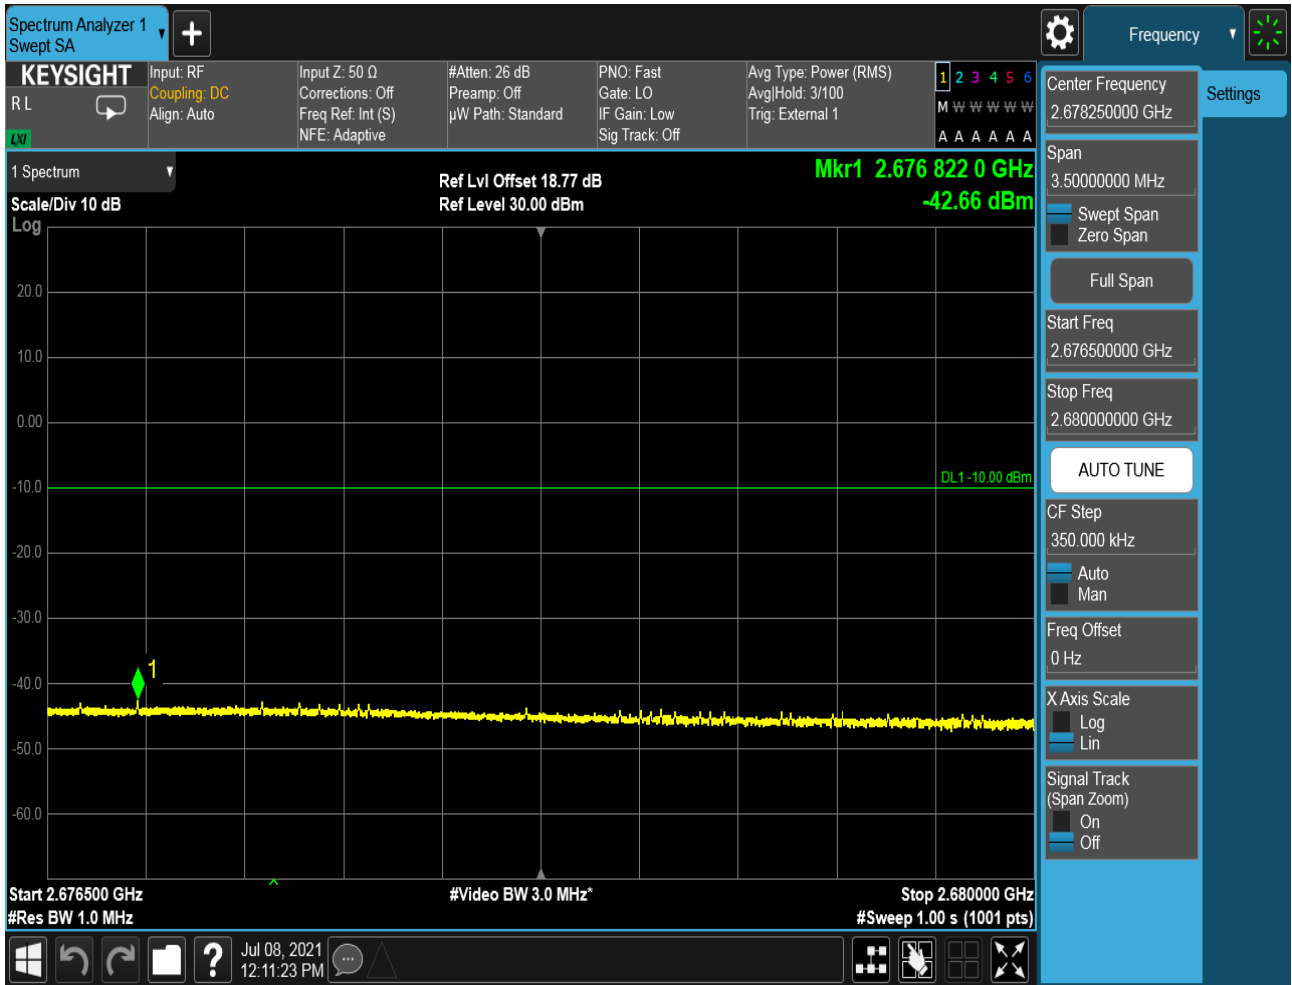 Spectrum Analyzer 1
Swept SA
Frequency
KEYSIGHT
R L
LXI
Input: RF
Coupling: DC
Align: Auto
Input Z: 50 Ω
Corrections: Off
Freq Ref: Int (S)
NFE: Adaptive
#Atten: 26 dB
Preamp: Off
µW Path: Standard
PNO: Fast
Gate: LO
IF Gain: Low
Sig Track: Off
Avg Type: Power (RMS)
Avg|Hold: 3/100
Trig: External 1
1 2 3 4 5 6
M W W W W W
A A A A A A
1 Spectrum
Scale/Div 10 dB
Log
Ref Lvl Offset 18.77 dB
Ref Level 30.00 dBm
Mkr1 2.676 822 0 GHz
-42.66 dBm
20.0
10.0
0.00
-10.0
-20.0
-30.0
-40.0
-50.0
-60.0
DL1 -10.00 dBm
1
Start 2.676500 GHz
#Res BW 1.0 MHz
#Video BW 3.0 MHz*
Stop 2.680000 GHz
#Sweep 1.00 s (1001 pts)
Jul 08, 2021
12:11:23 PM
Settings
Center Frequency
2.678250000 GHz
Span
3.50000000 MHz
Swept Span
Zero Span
Full Span
Start Freq
2.676500000 GHz
Stop Freq
2.680000000 GHz
AUTO TUNE
CF Step
350.000 kHz
Auto
Man
Freq Offset
0 Hz
X Axis Scale
Log
Lin
Signal Track
(Span Zoom)
On
Off